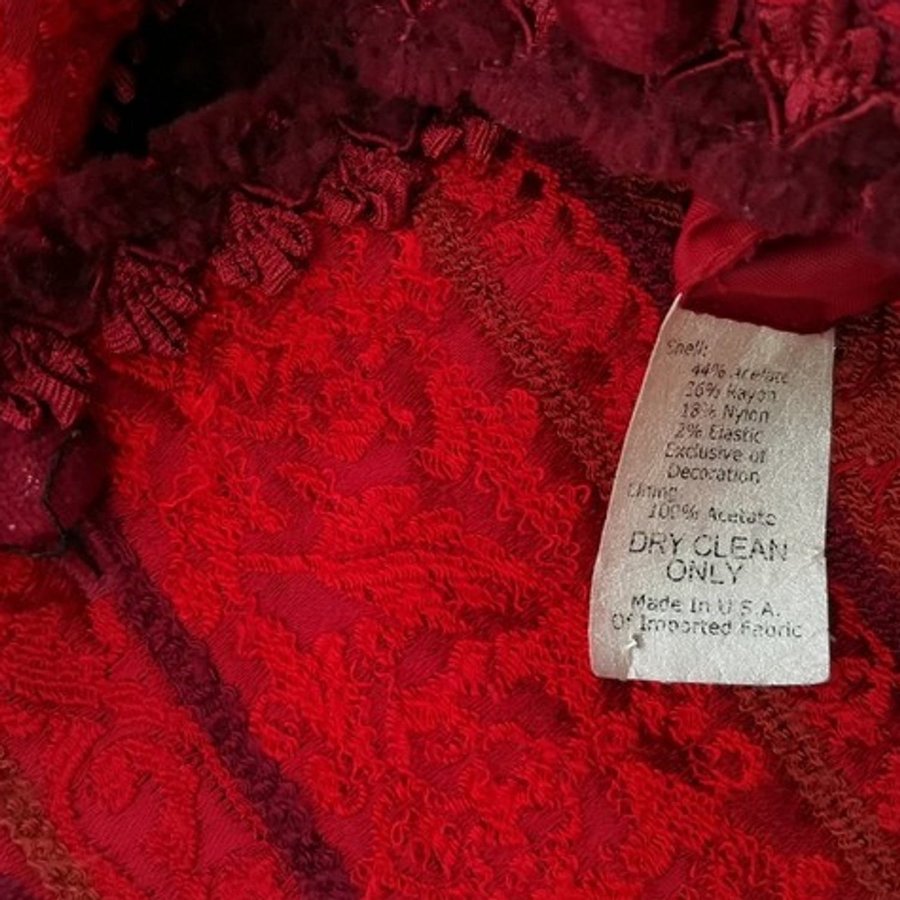 Shell:
44% Acetate
36% Rayon
18% Nylon
2% Elastic
Exclusive of
Decoration
Lining:
100% Acetate
DRY CLEAN
ONLY
Made In U.S.A.
Of Imported Fabric